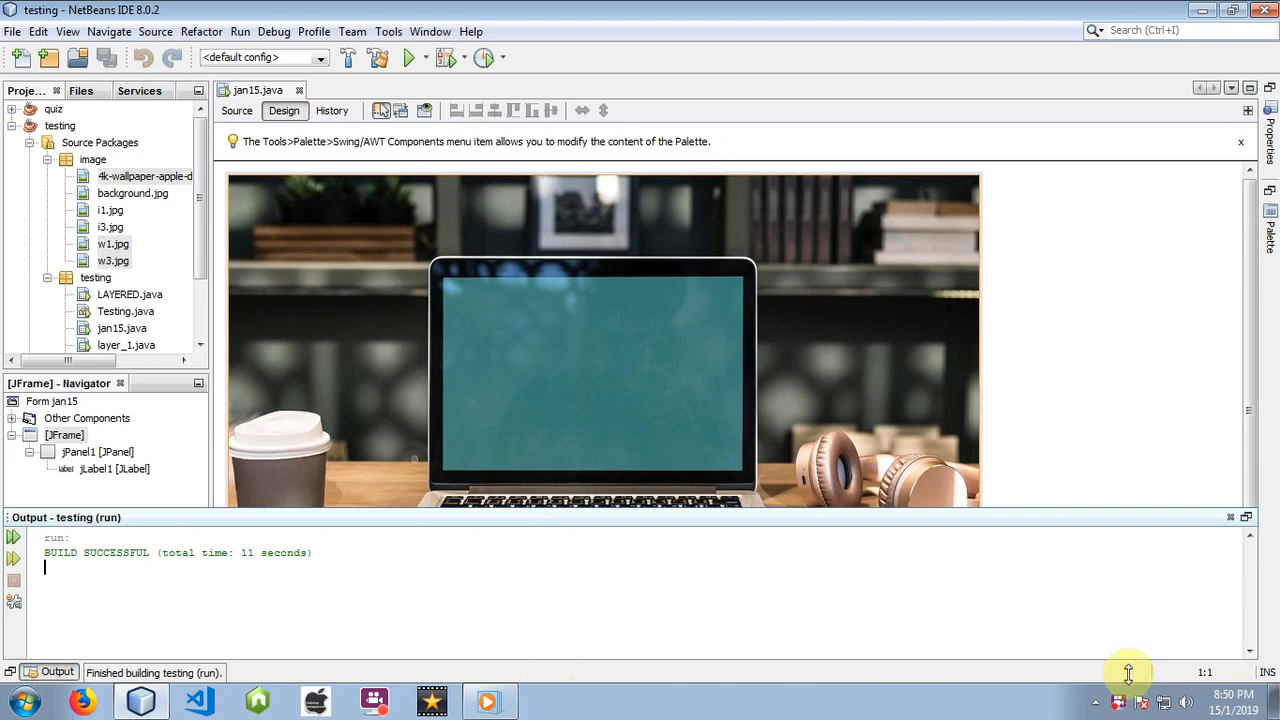 testing - NetBeans IDE 8.0.2
File Edit View Navigate Source Refactor Run Debug Profile Team Tools Window Help
Search (Ctrl+I)
<default config>
Proje...
Files
Services
quiz
testing
Source Packages
image
4k-wallpaper-apple-d
background.jpg
i1.jpg
i3.jpg
w1.jpg
w3.jpg
testing
LAYERED.java
Testing.java
jan15.java
layer_1.java
[JFrame] - Navigator
Form jan15
Other Components
[JFrame]
jPanel1 [JPanel]
label
jLabel1 [JLabel]
jan15.java
Source Design History
The Tools>Palette>Swing/AWT Components menu item allows you to modify the content of the Palette.
x
Properties
Palette
Output - testing (run)
run:
BUILD SUCCESSFUL (total time: 11 seconds)
Output
Finished building testing (run).
1:1
INS
8:50 PM
15/1/2019